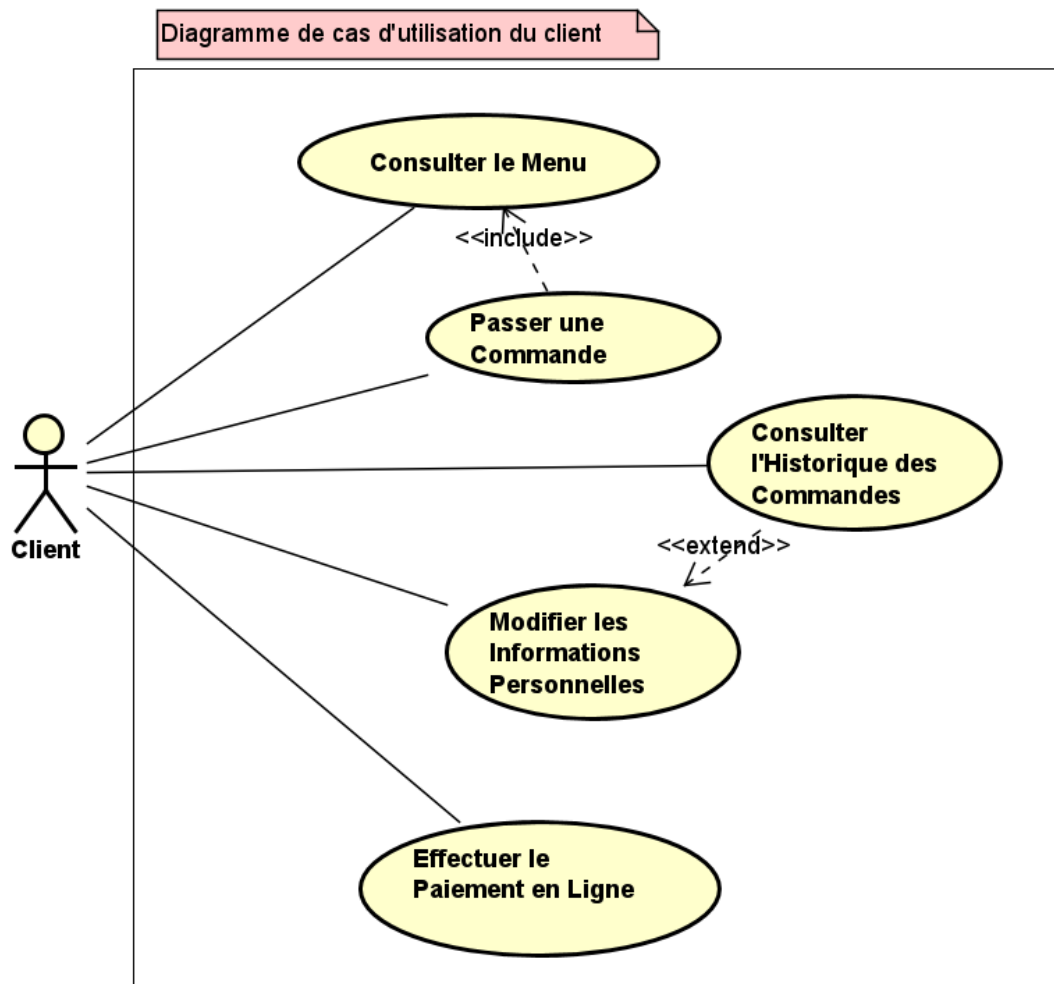 Diagramme de cas d'utilisation du client
Consulter le Menu
<<include>>
Passer une
Commande
Consulter
l'Historique des
Commandes
Client
<<extend>>
Modifier les
Informations
Personnelles
Effectuer le
Paiement en Ligne